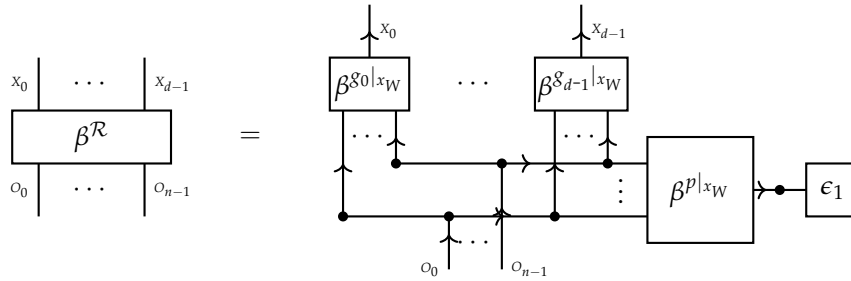 X_0 ... X_{d-1}
β^{g_0|x_W} ... β^{g_{d-1}|x_W}
X_0 ... X_{d-1}
β^ℛ
=
... ...
β^{p|x_W}
ϵ_1
O_0 ... O_{n-1}
O_0 ... O_{n-1}